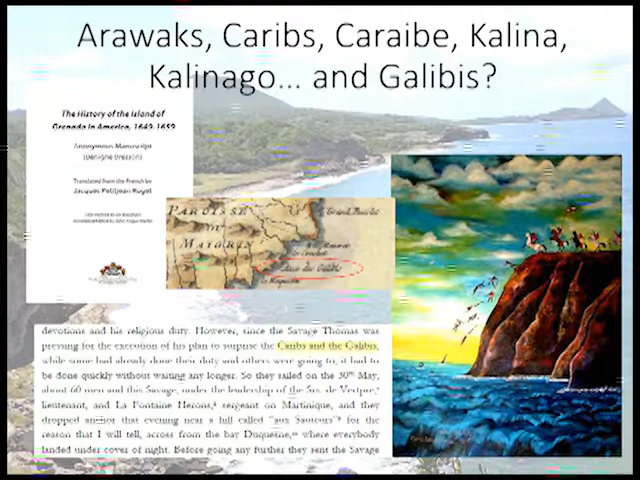 Arawaks, Caribs, Caraibe, Kalina,
Kalinago... and Galibis?
The History of the Island of
Grenada in America, 1649-1659
Anonymous Manuscript
(Benigne Bresson)
Translated from the French by
Jacques Petitjean Roget
PAROISSE
DU
MARQUIS
Grand Bacolet
devotions and his religious duty. However, since the Savage Thomas was
pressing for the execution of his plan to surprise the Caribs and the Galibis,
while some had already done their duty and others were going to, it had to
be done quickly without waiting any longer. So they sailed on the 30th May,
about 60 men and this Savage, under the leadership of the Srs. de
lieutenant, and La Fontaine Herons, sergeant on Martinique, and they
dropped anchor that evening near a hill called "aux Sauteurs" for the
reason that I will tell, across from the bay Duquesne, where everybody
landed under cover of night. Before going any further they sent the Savage